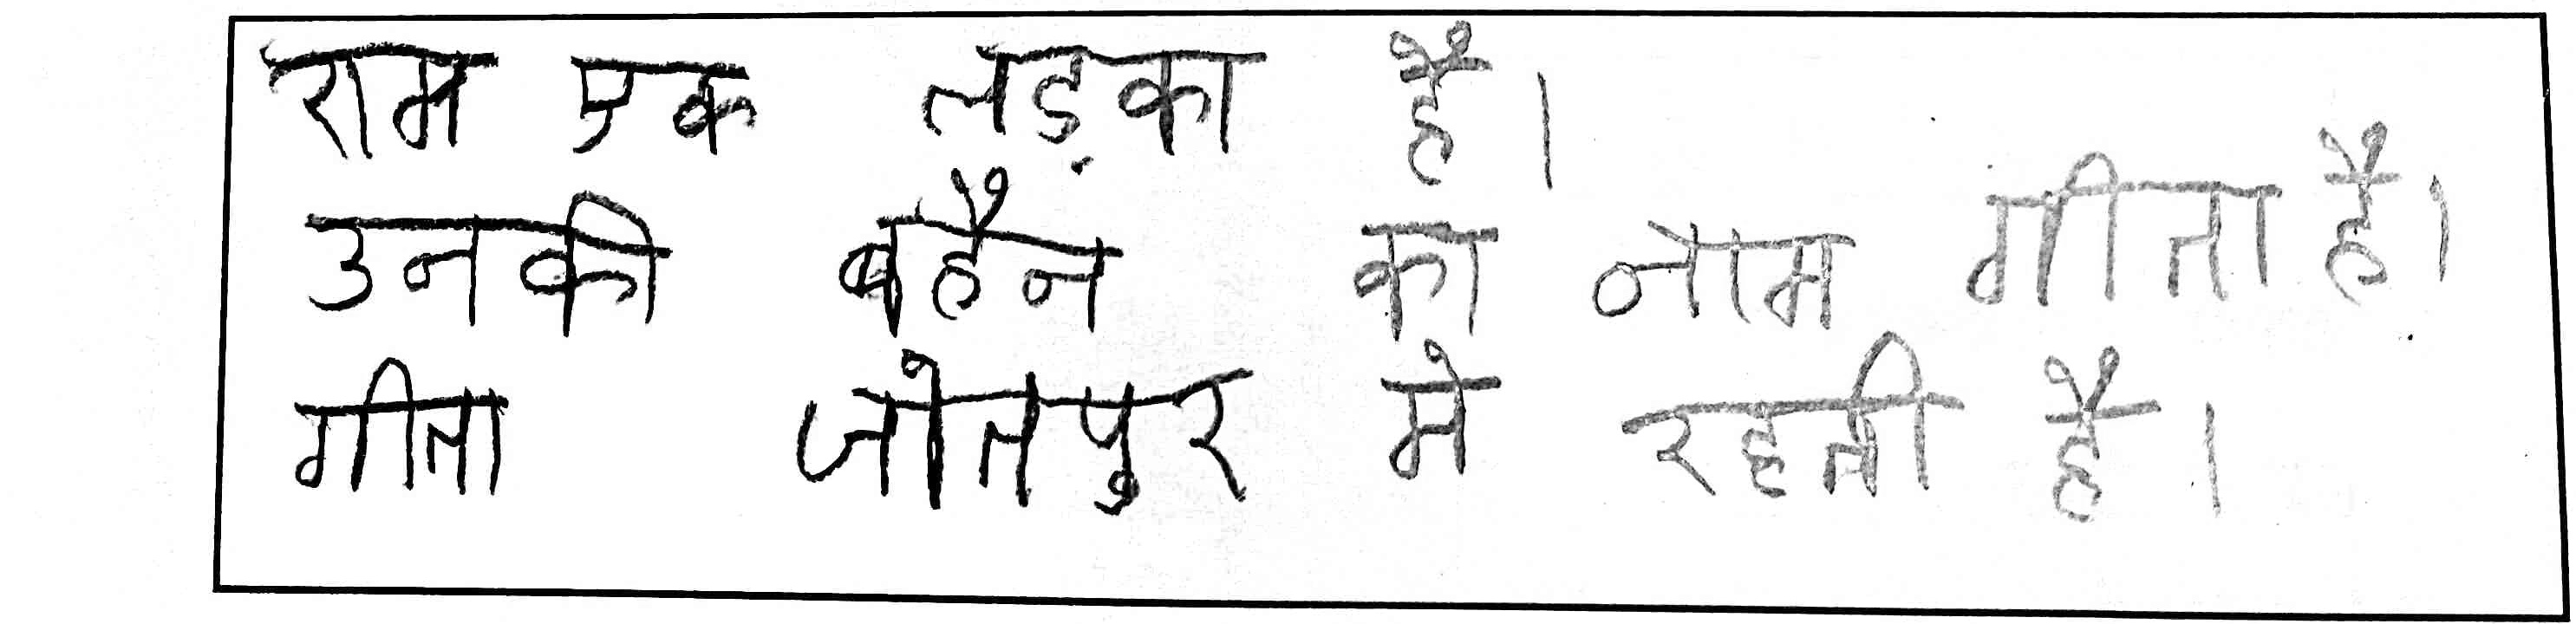 राम एक लड़का है।
उनकी बहैन का नाम गीता है।
गीता जोतपुर मे रहती है।